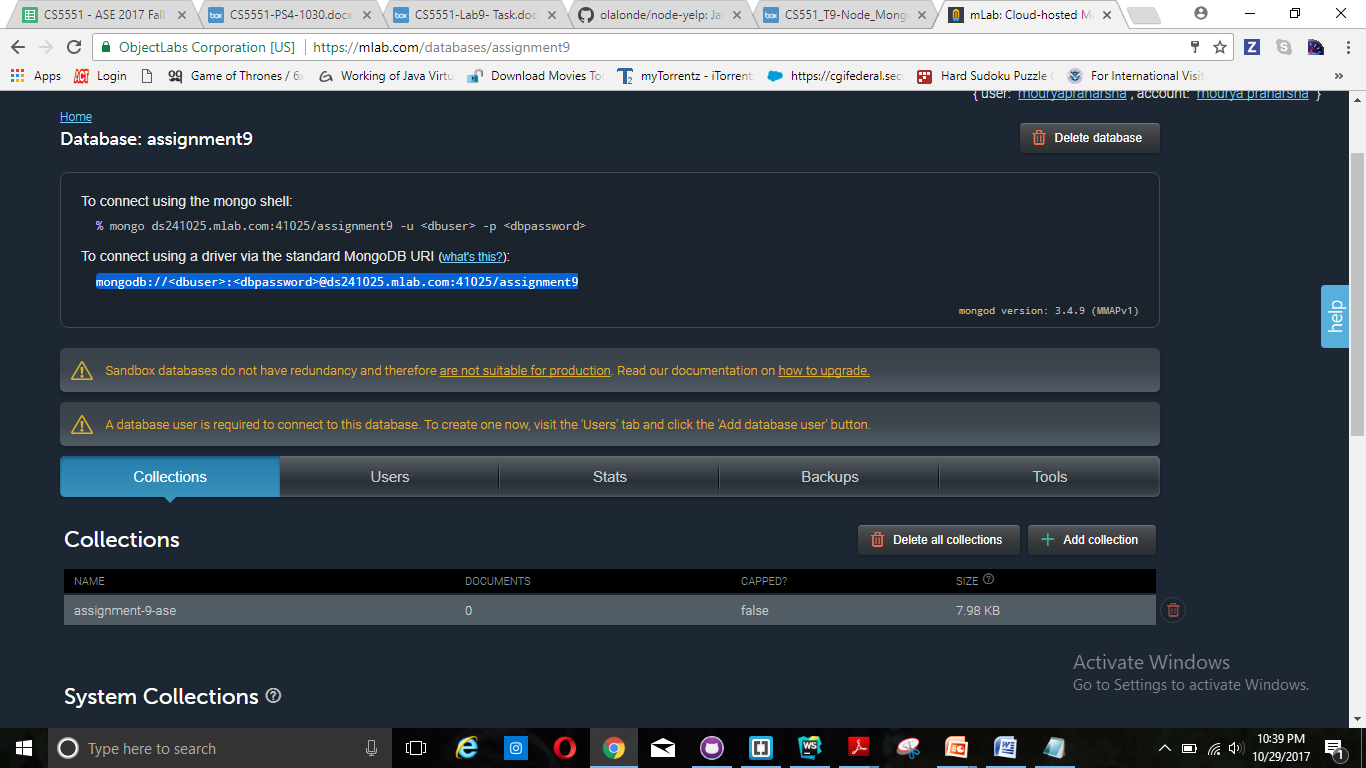 CS5551 - ASE 2017 Fall
CS5551-PS4-1030.docx
CS5551-Lab9- Task.doc
olalonde/node-yelp: Ja
CS551_T9-Node_Mong
mLab: Cloud-hosted M
ObjectLabs Corporation [US]
https://mlab.com/databases/assignment9
Apps
Login
Game of Thrones / 6
Working of Java Virtu
Download Movies To
myTorrentz - iTorrent
https://cgifederal.sec
Hard Sudoku Puzzle
For International Visit
»
{ user: mouryapranarsha , account: mourya pranarsha }
Home
Database: assignment9
Delete database
To connect using the mongo shell:
% mongo ds241025.mlab.com:41025/assignment9 -u <dbuser> -p <dbpassword>
To connect using a driver via the standard MongoDB URI (what's this?):
mongodb://<dbuser>:<dbpassword>@ds241025.mlab.com:41025/assignment9
mongod version: 3.4.9 (MMAPv1)
help
Sandbox databases do not have redundancy and therefore are not suitable for production. Read our documentation on how to upgrade.
A database user is required to connect to this database. To create one now, visit the 'Users' tab and click the 'Add database user' button.
Collections
Users
Stats
Backups
Tools
Collections
Delete all collections
Add collection
NAME DOCUMENTS CAPPED? SIZE
assignment-9-ase 0 false 7.98 KB
System Collections
Activate Windows
Go to Settings to activate Windows.
Type here to search
10:39 PM
10/29/2017
1